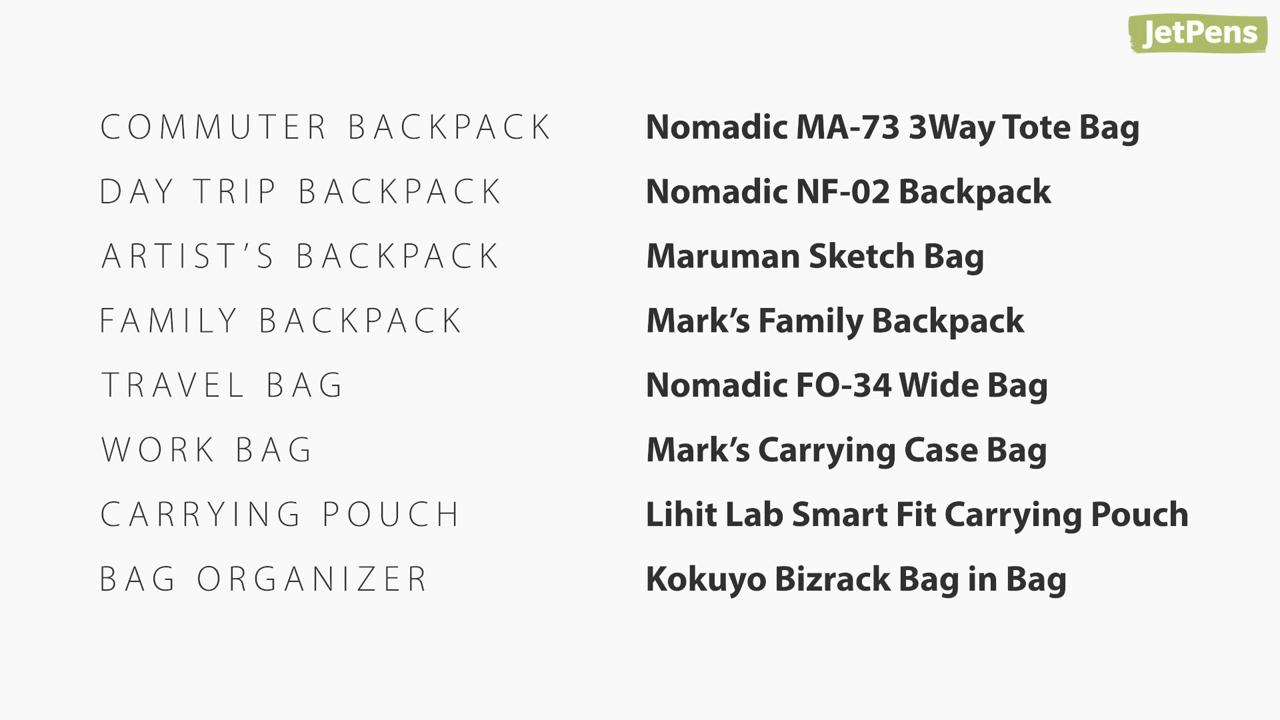 JetPens
COMMUTER BACKPACK Nomadic MA-73 3Way Tote Bag
DAY TRIP BACKPACK Nomadic NF-02 Backpack
ARTIST’S BACKPACK Maruman Sketch Bag
FAMILY BACKPACK Mark’s Family Backpack
TRAVEL BAG Nomadic FO-34 Wide Bag
WORK BAG Mark’s Carrying Case Bag
CARRYING POUCH Lihit Lab Smart Fit Carrying Pouch
BAG ORGANIZER Kokuyo Bizrack Bag in Bag